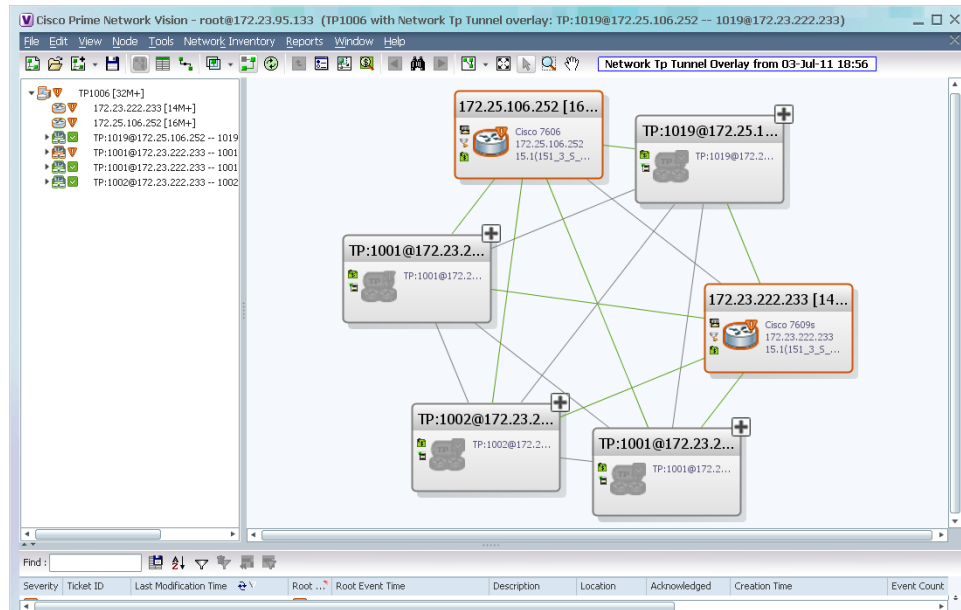 Cisco Prime Network Vision - root@172.23.95.133 (TP1006 with Network Tp Tunnel overlay: TP:1019@172.25.106.252 -- 1019@172.23.222.233)
File Edit View Node Tools Network Inventory Reports Window Help
Network Tp Tunnel Overlay from 03-Jul-11 18:56
TP1006 [32M+]
172.23.222.233 [14M+]
172.25.106.252 [16M+]
TP:1019@172.25.106.252 -- 1019
TP:1001@172.23.222.233 -- 1001
TP:1001@172.23.222.233 -- 1001
TP:1002@172.23.222.233 -- 1002
172.25.106.252 [16...
Cisco 7606
172.25.106.252
15.1(151_3_S_...
TP:1019@172.25.1...
TP:1019@172.2...
TP:1001@172.23.2...
TP:1001@172.2...
172.23.222.233 [14...
Cisco 7609s
172.23.222.233
15.1(151_3_S_...
TP:1002@172.23.2...
TP:1002@172.2...
TP:1001@172.23.2...
TP:1001@172.2...
Find :
Severity Ticket ID Last Modification Time Root ... Root Event Time Description Location Acknowledged Creation Time Event Count